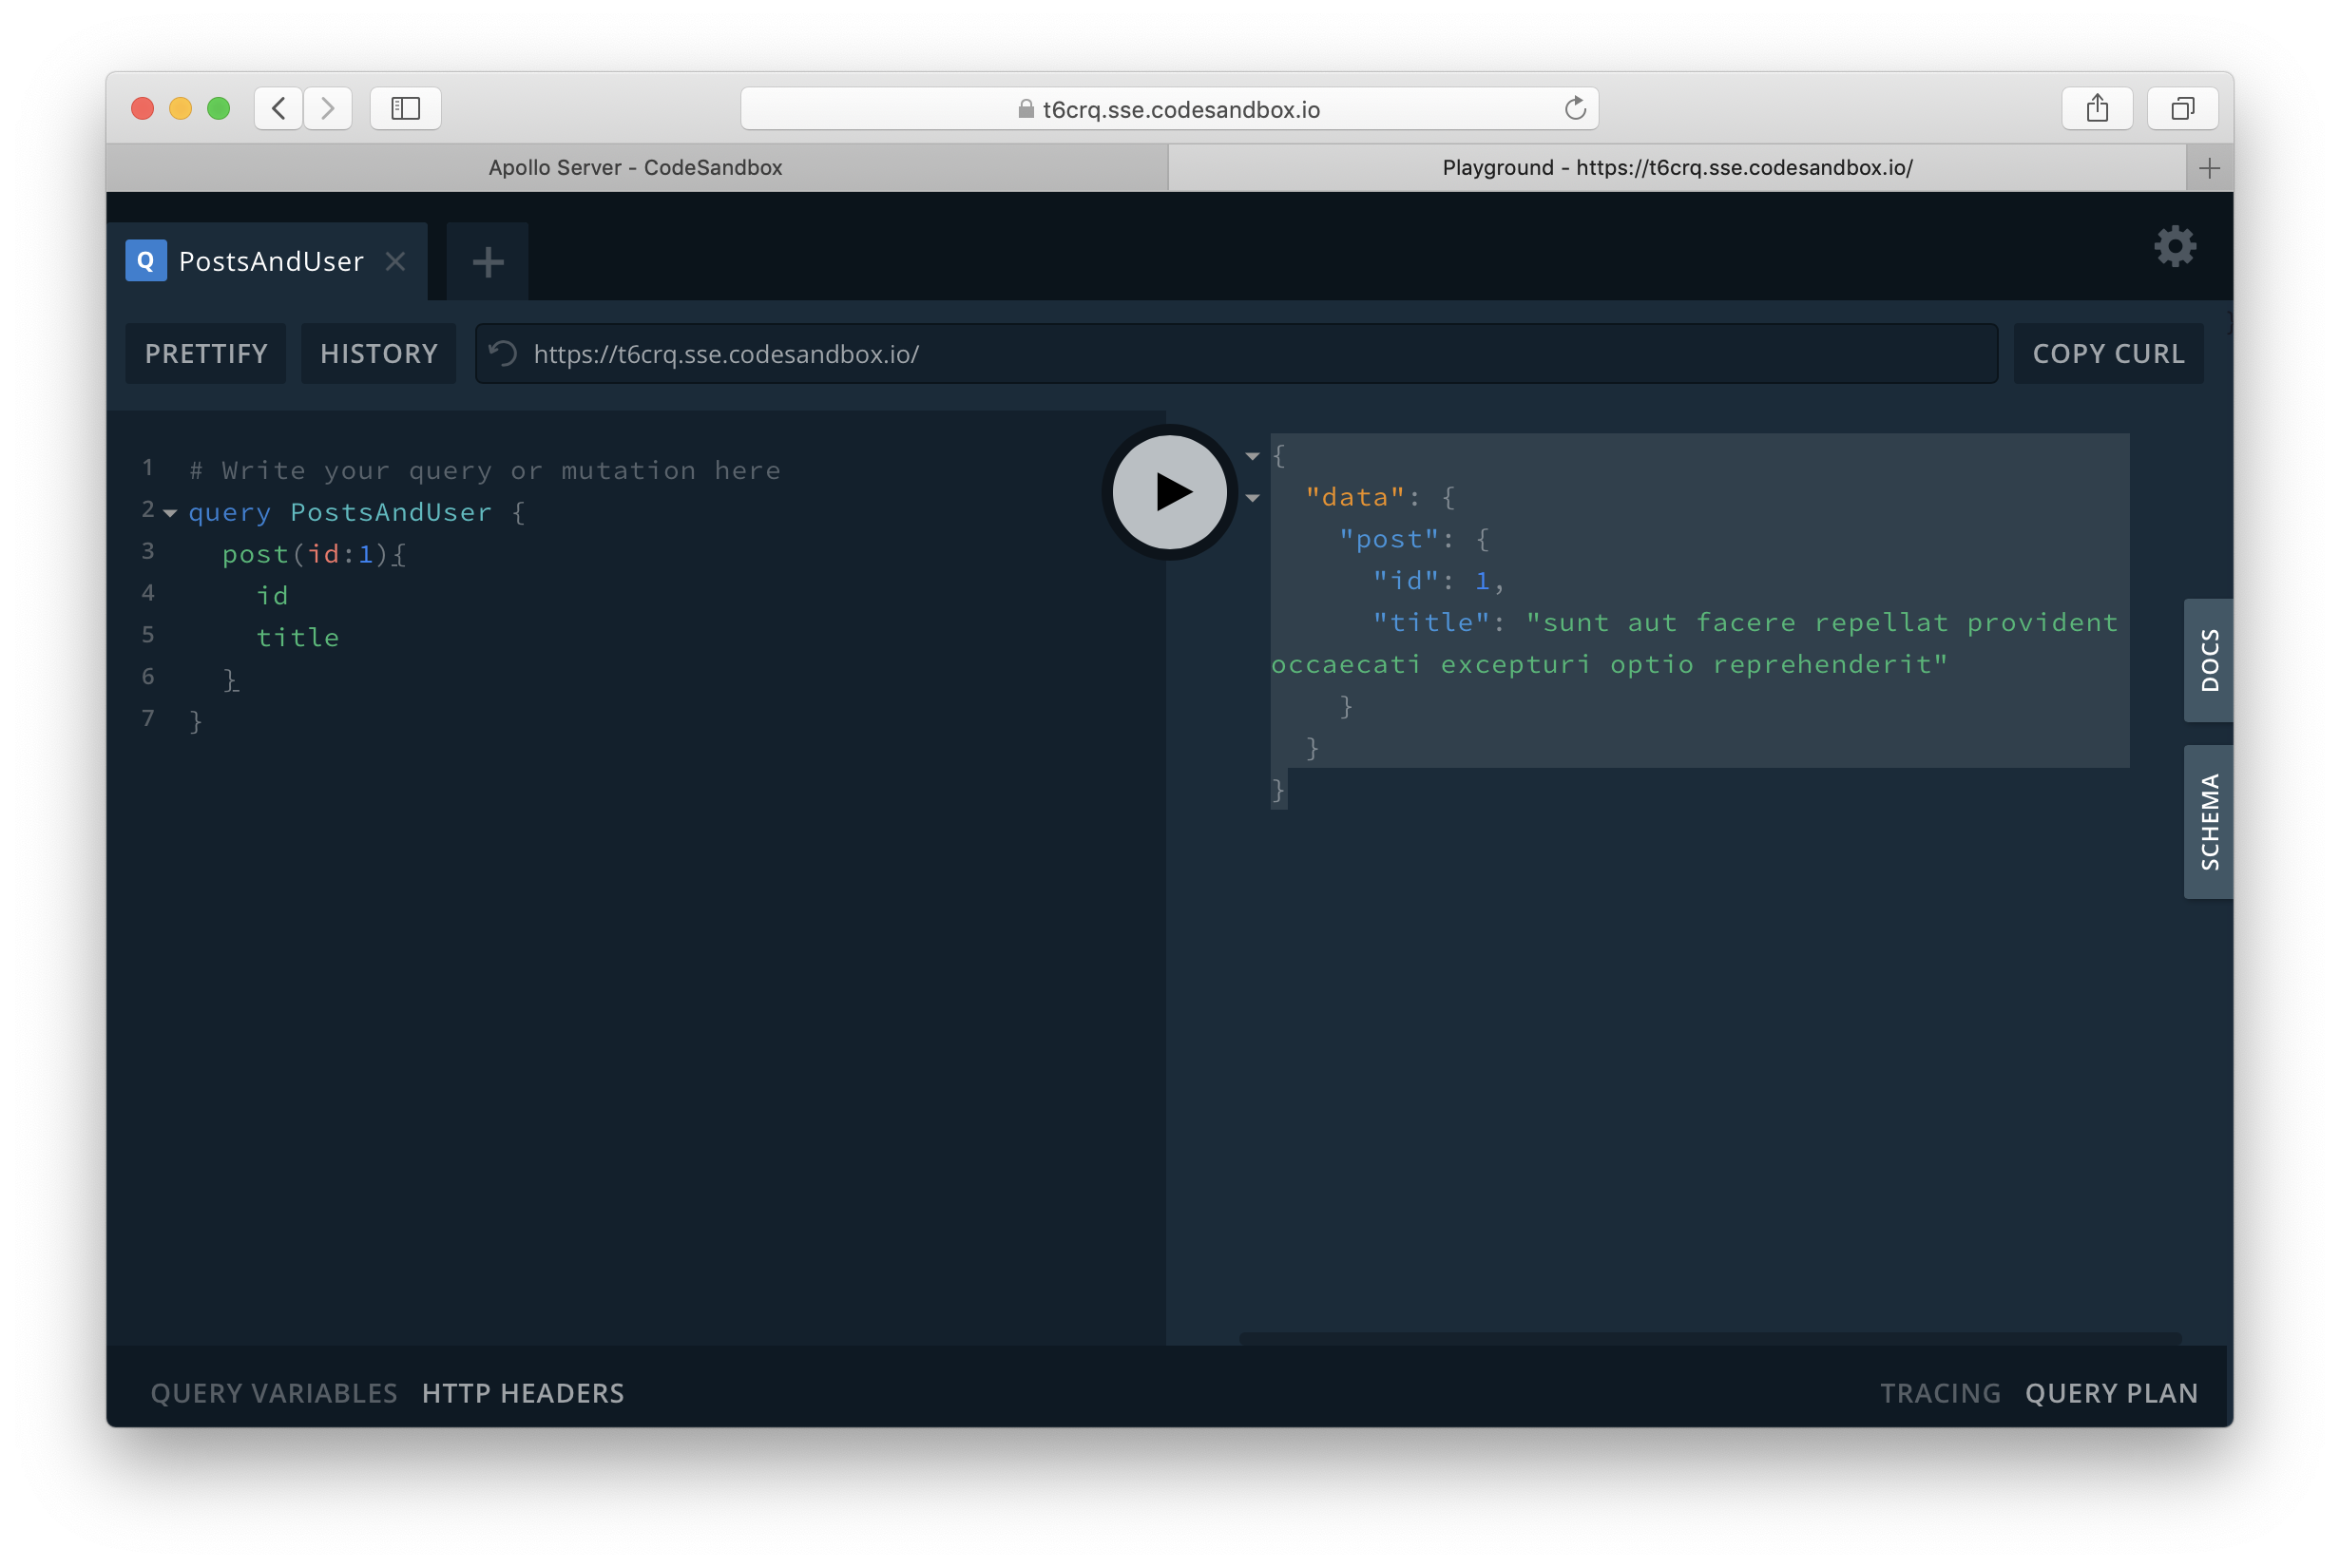 t6crq.sse.codesandbox.io
Apollo Server - CodeSandbox
Playground - https://t6crq.sse.codesandbox.io/
Q PostsAndUser
PRETTIFY
HISTORY
https://t6crq.sse.codesandbox.io/
COPY CURL
1 # Write your query or mutation here
2 query PostsAndUser {
3   post(id:1){
4     id
5     title
6   }
7 }
{
  "data": {
    "post": {
      "id": 1,
      "title": "sunt aut facere repellat provident
occaecati excepturi optio reprehenderit"
    }
  }
}
DOCS
SCHEMA
QUERY VARIABLES
HTTP HEADERS
TRACING
QUERY PLAN